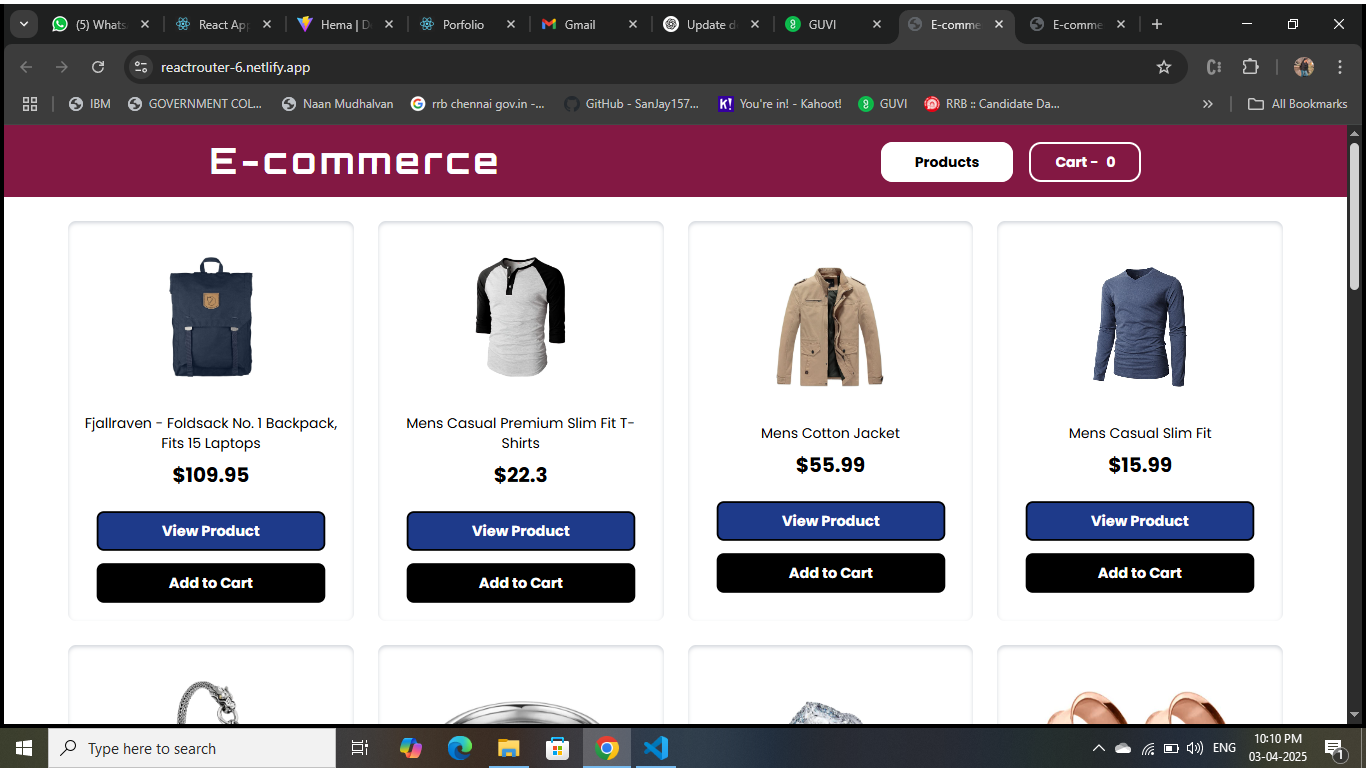 (5) Whats
React App
Hema | D
Porfolio
Gmail
Update d
GUVI
E-comme
E-comme
reactrouter-6.netlify.app
IBM
GOVERNMENT COL...
Naan Mudhalvan
rrb chennai gov.in -...
GitHub - SanJay157...
You're in! - Kahoot!
GUVI
RRB :: Candidate Da...
All Bookmarks
E-commerce
Products
Cart - 0
Fjallraven - Foldsack No. 1 Backpack,
Fits 15 Laptops
$109.95
View Product
Add to Cart
Mens Casual Premium Slim Fit T-
Shirts
$22.3
View Product
Add to Cart
Mens Cotton Jacket
$55.99
View Product
Add to Cart
Mens Casual Slim Fit
$15.99
View Product
Add to Cart
Type here to search
ENG
10:10 PM
03-04-2025
1